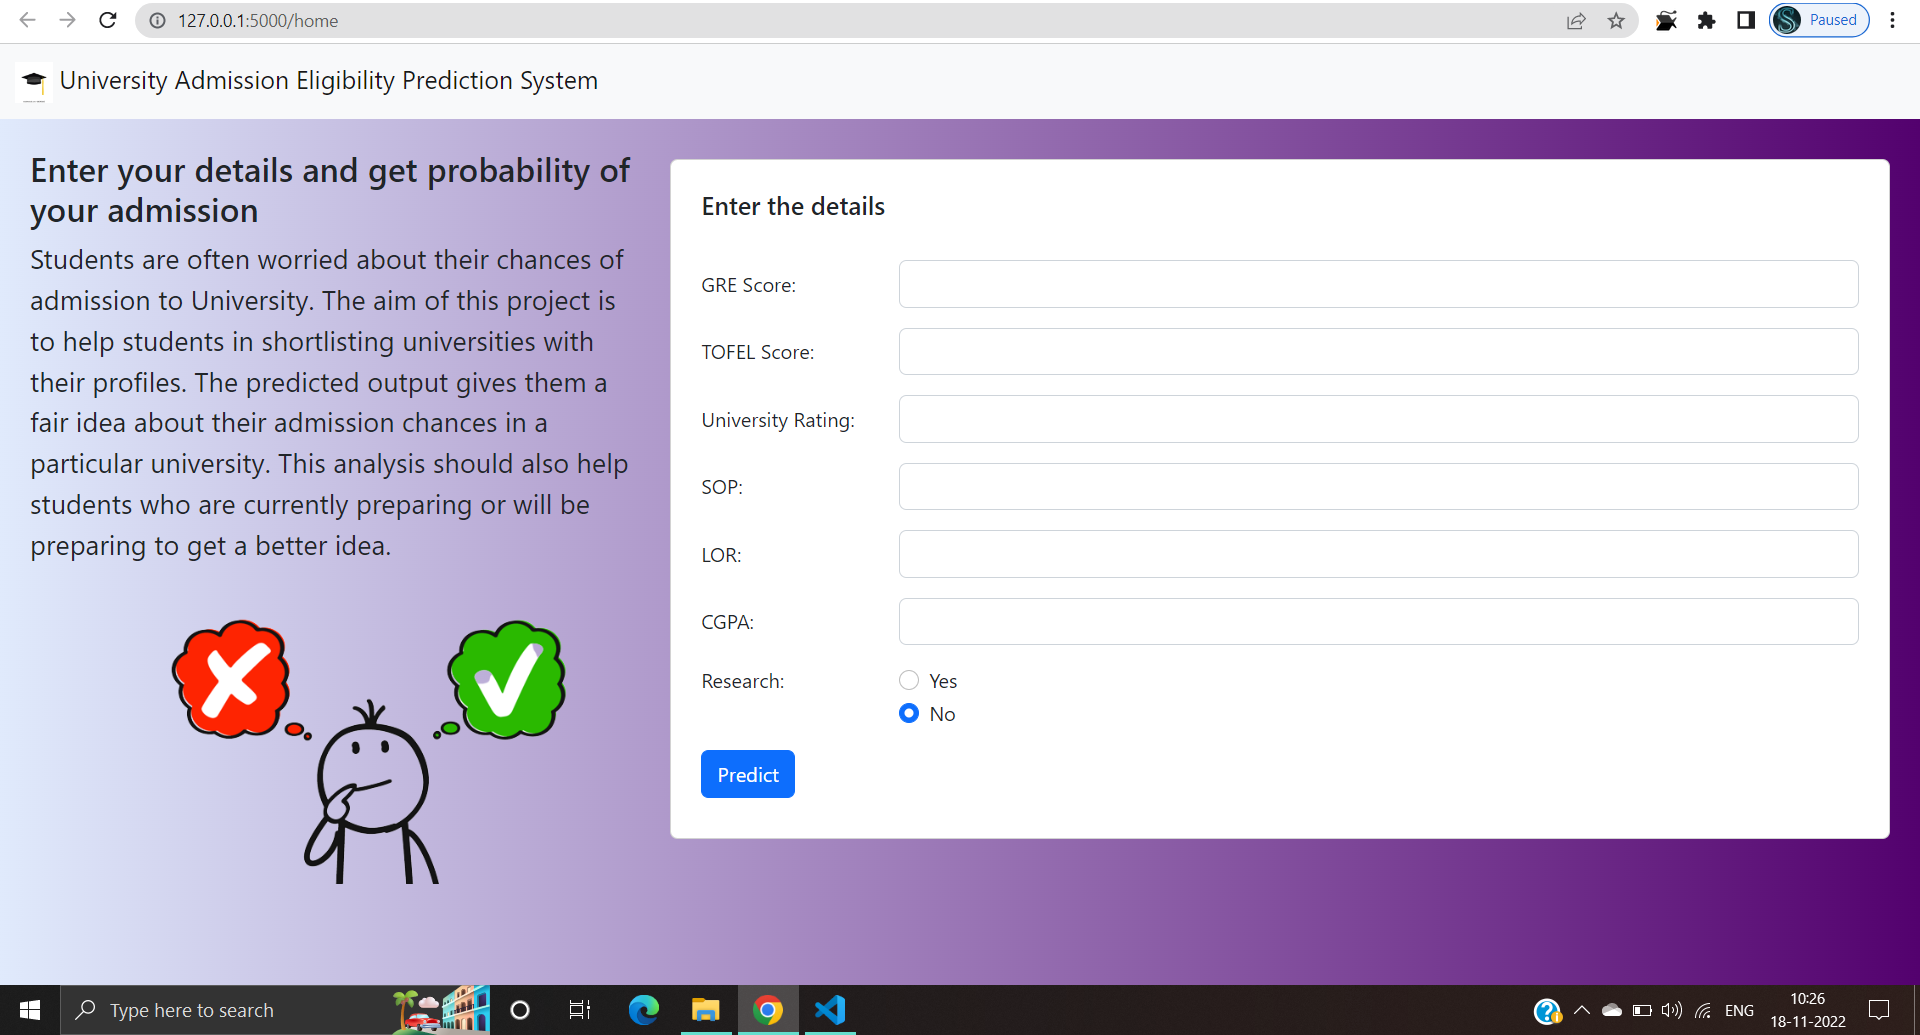 127.0.0.1:5000/home
Paused
University Admission Eligibility Prediction System
Enter your details and get probability of
your admission
Students are often worried about their chances of
admission to University. The aim of this project is
to help students in shortlisting universities with
their profiles. The predicted output gives them a
fair idea about their admission chances in a
particular university. This analysis should also help
students who are currently preparing or will be
preparing to get a better idea.
Enter the details
GRE Score:
TOFEL Score:
University Rating:
SOP:
LOR:
CGPA:
Research:
Yes
No
Predict
Type here to search
ENG
10:26
18-11-2022